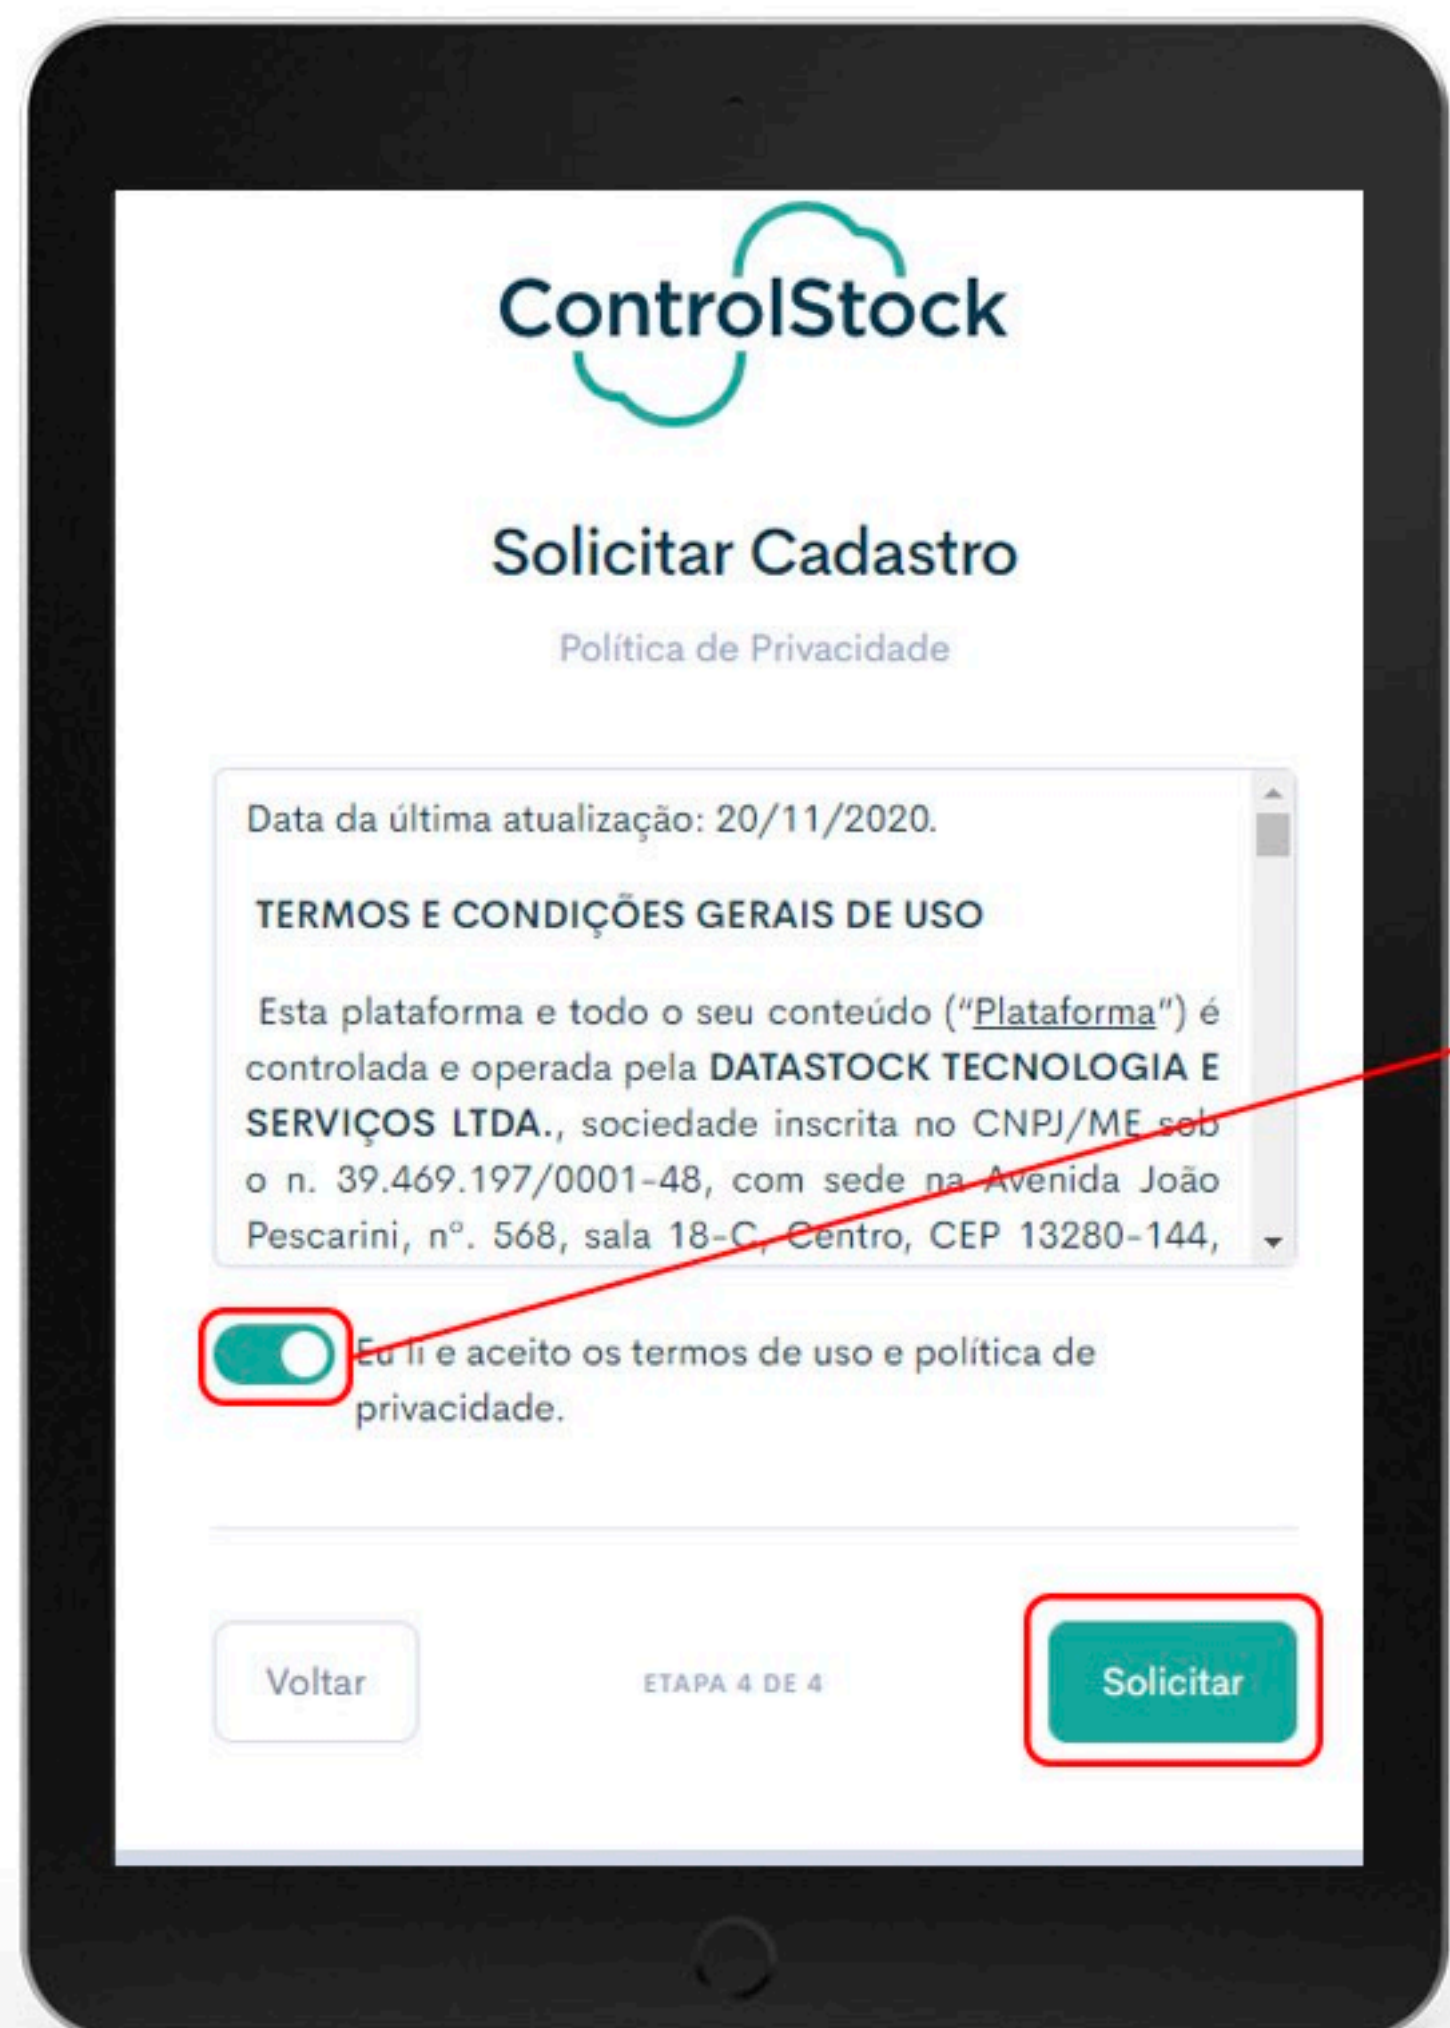 ControlStock
Solicitar Cadastro
Política de Privacidade
Data da última atualização: 20/11/2020.
TERMOS E CONDIÇÕES GERAIS DE USO
Esta plataforma e todo o seu conteúdo (“Plataforma”) é
controlada e operada pela DATASTOCK TECNOLOGIA E
SERVIÇOS LTDA., sociedade inscrita no CNPJ/ME sob
o n. 39.469.197/0001-48, com sede na Avenida João
Pescarini, nº. 568, sala 18-C, Centro, CEP 13280-144,
Eu li e aceito os termos de uso e política de
privacidade.
Voltar
ETAPA 4 DE 4
Solicitar